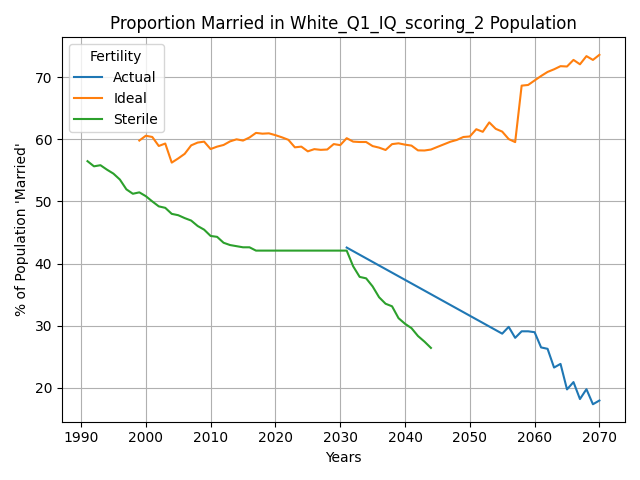 Proportion Married in White_Q1_IQ_scoring_2 Population
Fertility
Actual
Ideal
Sterile
% of Population 'Married'
70
60
50
40
30
20
1990 2000 2010 2020 2030 2040 2050 2060 2070
Years